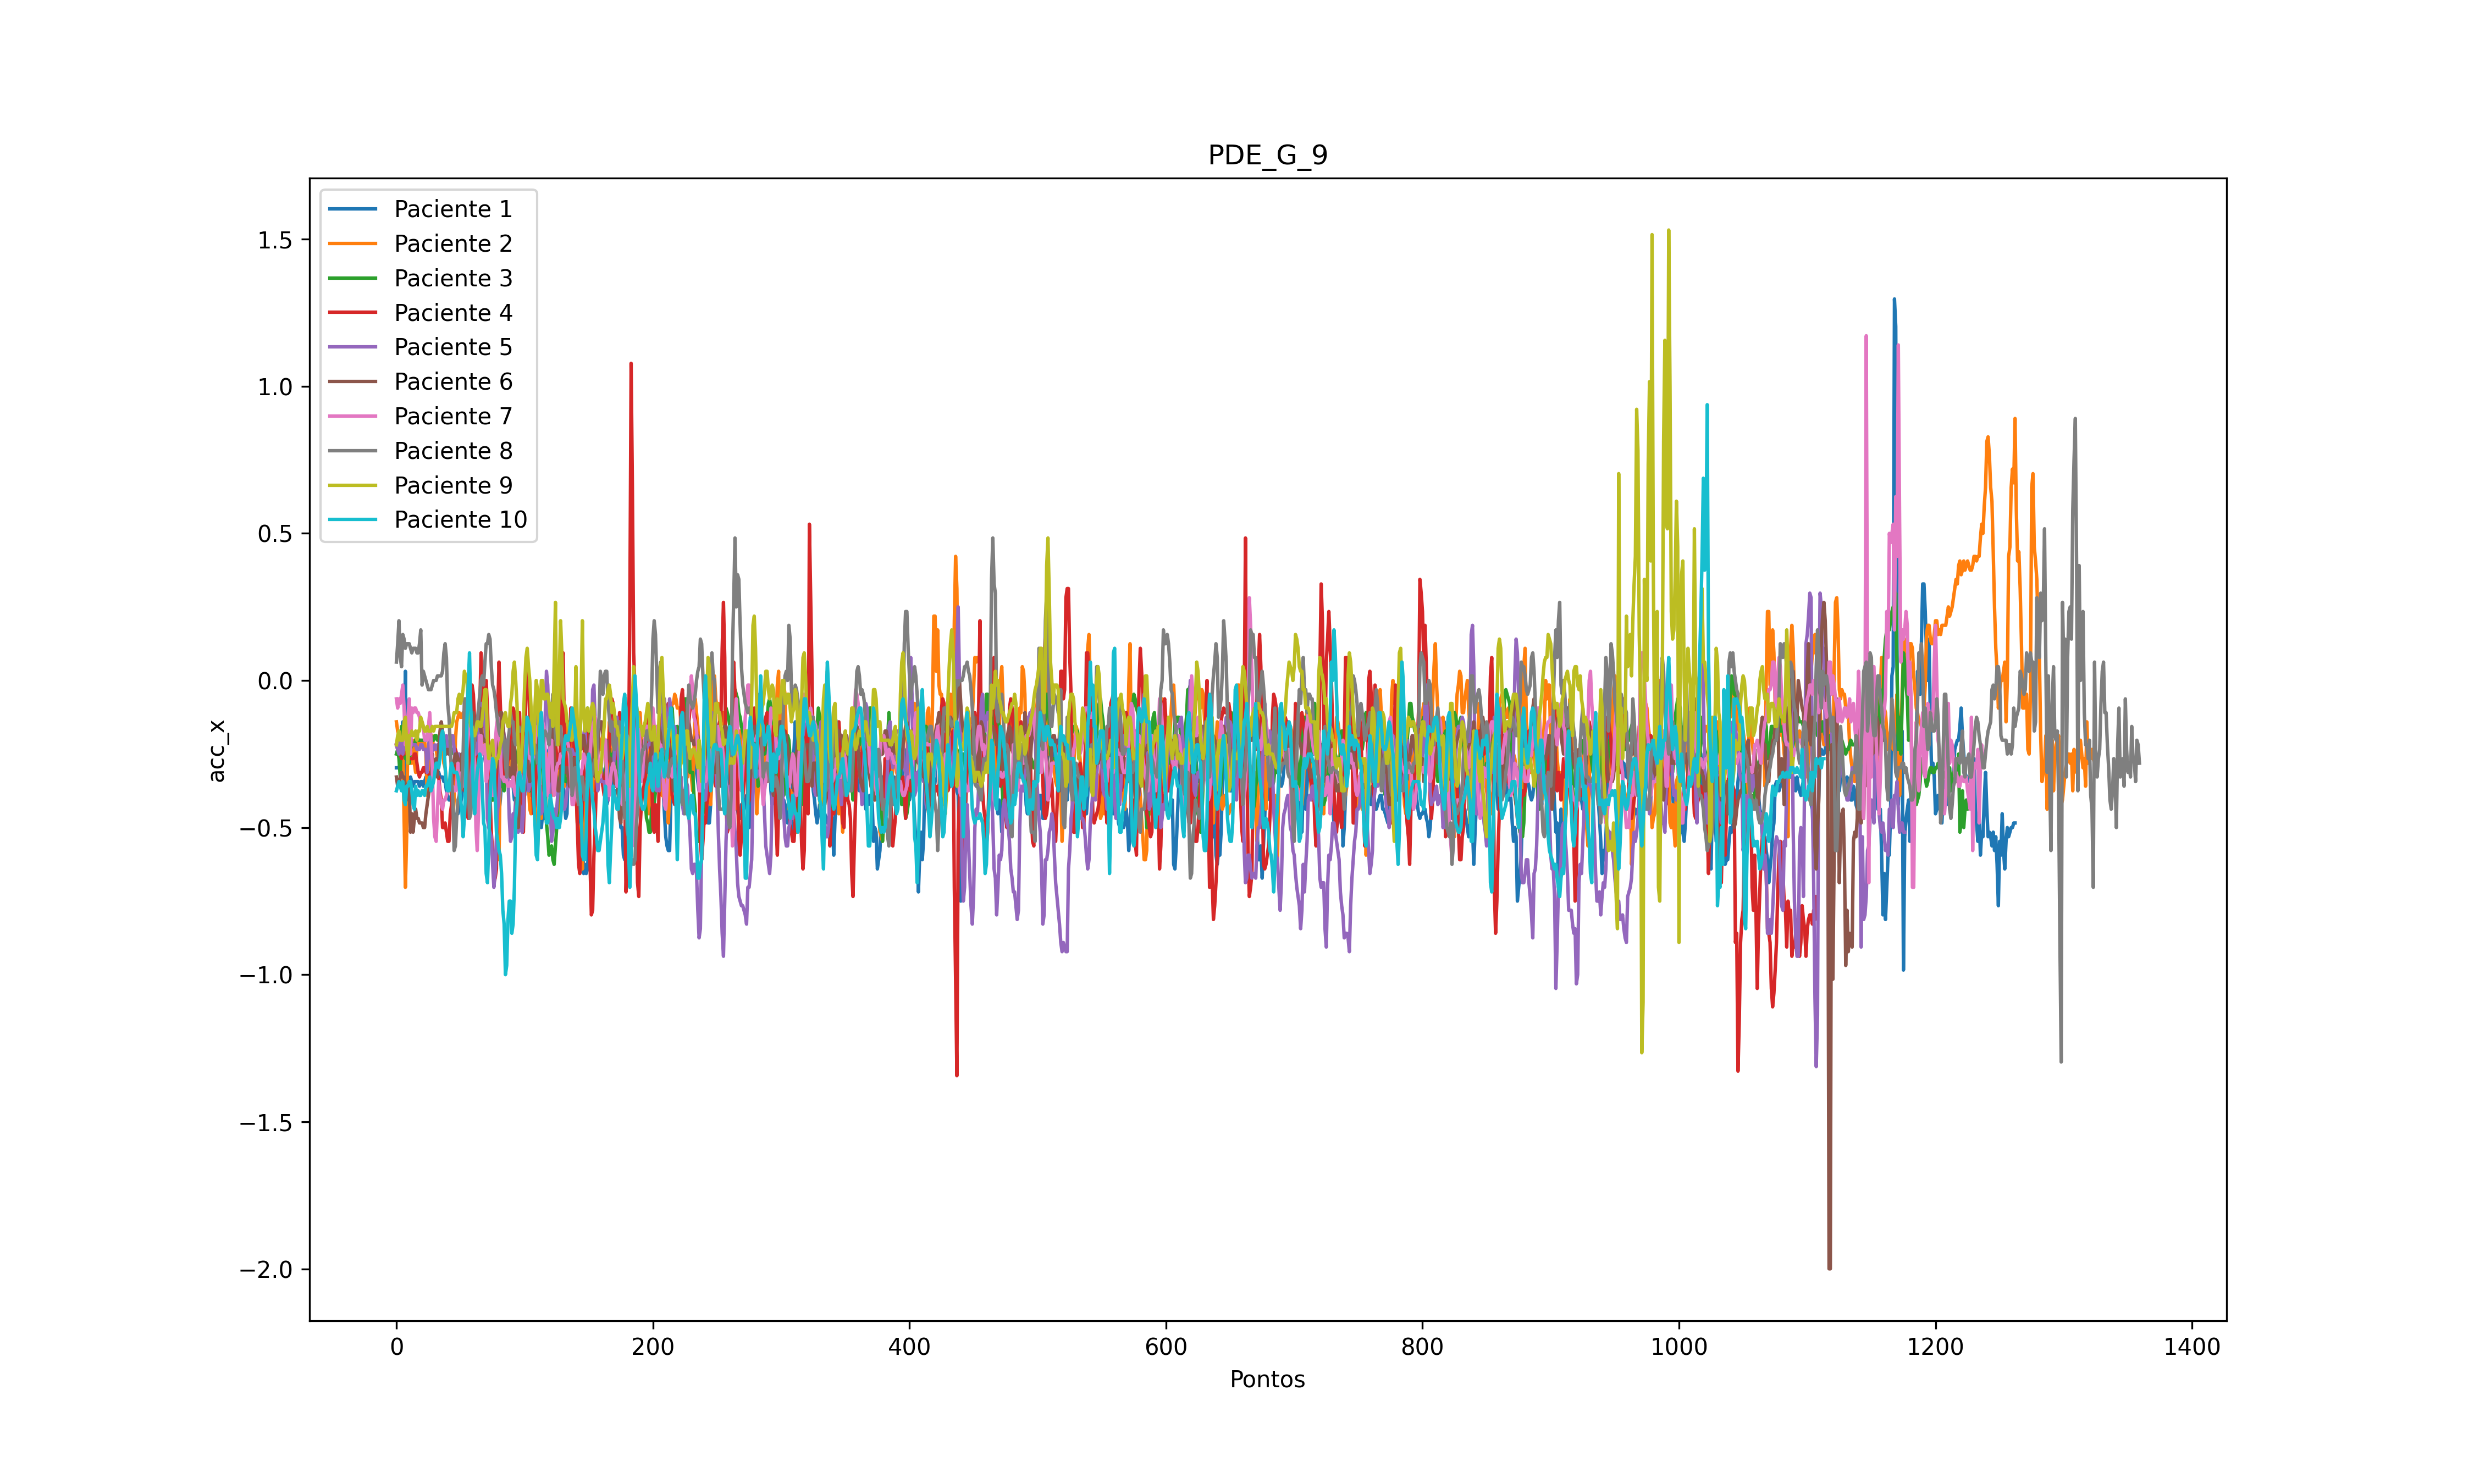 PDE_G_9
Paciente 1
Paciente 2
Paciente 3
Paciente 4
Paciente 5
Paciente 6
Paciente 7
Paciente 8
Paciente 9
Paciente 10
1.5
1.0
0.5
0.0
−0.5
−1.0
−1.5
−2.0
acc_x
0 200 400 600 800 1000 1200 1400
Pontos